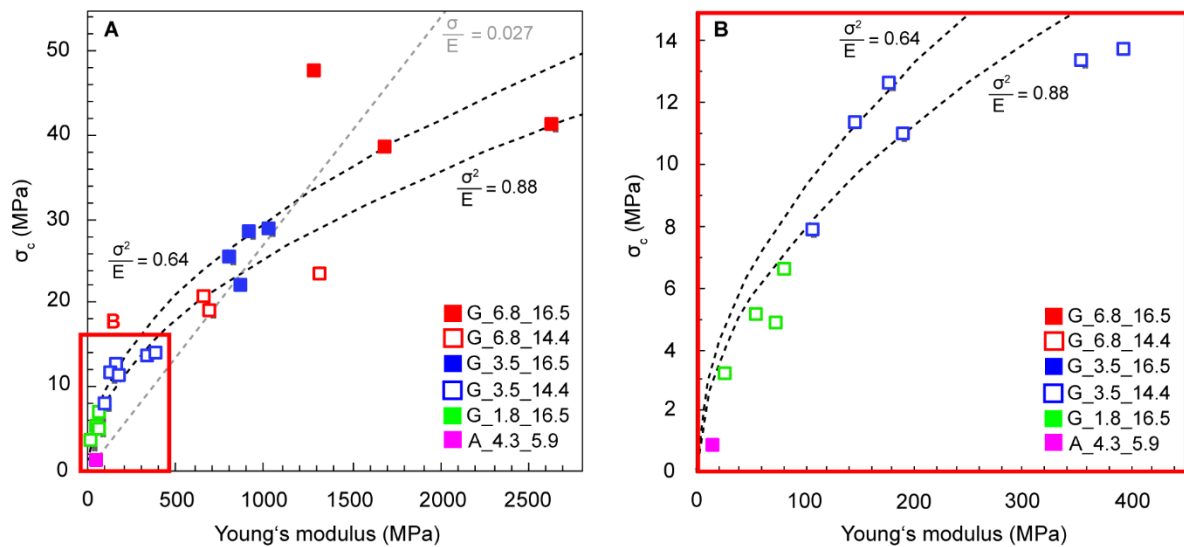 A
σ
E = 0.027
σ²
E = 0.88
σ²
E = 0.64
B
50
40
30
20
10
0
σc (MPa)
G_6.8_16.5
G_6.8_14.4
G_3.5_16.5
G_3.5_14.4
G_1.8_16.5
A_4.3_5.9
0 500 1000 1500 2000 2500
Young‘s modulus (MPa)
B
σ²
E = 0.64
σ²
E = 0.88
14
12
10
8
6
4
2
0
σc (MPa)
G_6.8_16.5
G_6.8_14.4
G_3.5_16.5
G_3.5_14.4
G_1.8_16.5
A_4.3_5.9
0 100 200 300 400
Young‘s modulus (MPa)